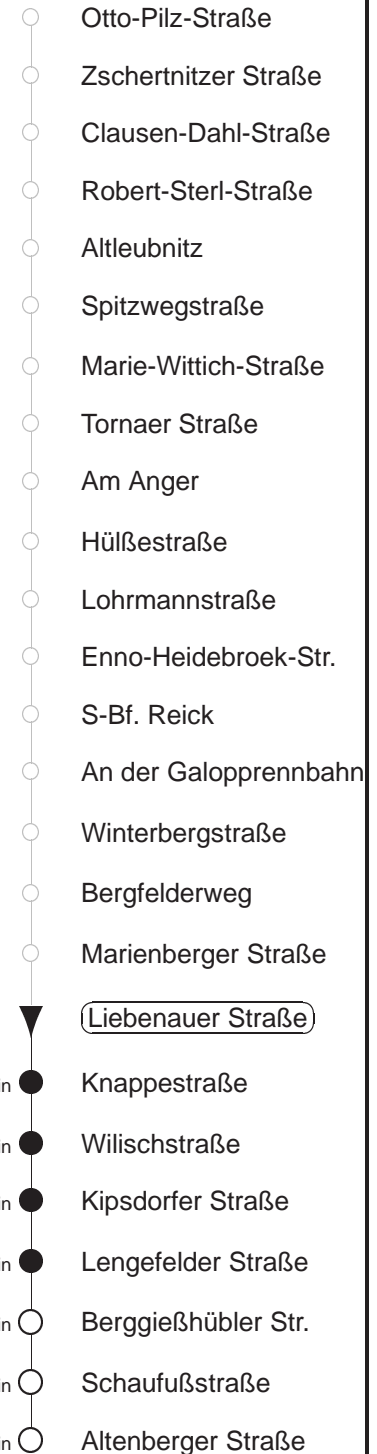 Otto-Pilz-Straße
Zschertnitzer Straße
Clausen-Dahl-Straße
Robert-Sterl-Straße
Altleubnitz
Spitzwegstraße
Marie-Wittich-Straße
Tornaer Straße
Am Anger
Hülßestraße
Lohrmannstraße
Enno-Heidebroek-Str.
S-Bf. Reick
An der Galopprennbahn
Winterbergstraße
Bergfelderweg
Marienberger Straße
Liebenauer Straße
Knappestraße
Wilischstraße
Kipsdorfer Straße
Lengefelder Straße
Berggießhübler Str.
Schaufußstraße
Altenberger Straße